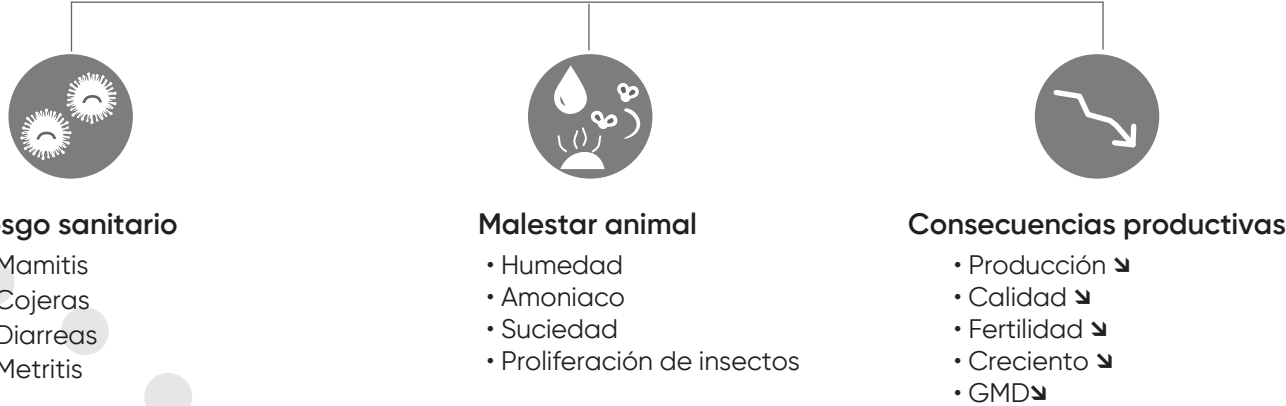 esgo sanitario
Mamitis
Cojeras
Diarreas
Metritis
Malestar animal
• Humedad
• Amoniaco
• Suciedad
• Proliferación de insectos
Consecuencias productivas
• Producción ↘
• Calidad ↘
• Fertilidad ↘
• Creciento ↘
• GMD↘